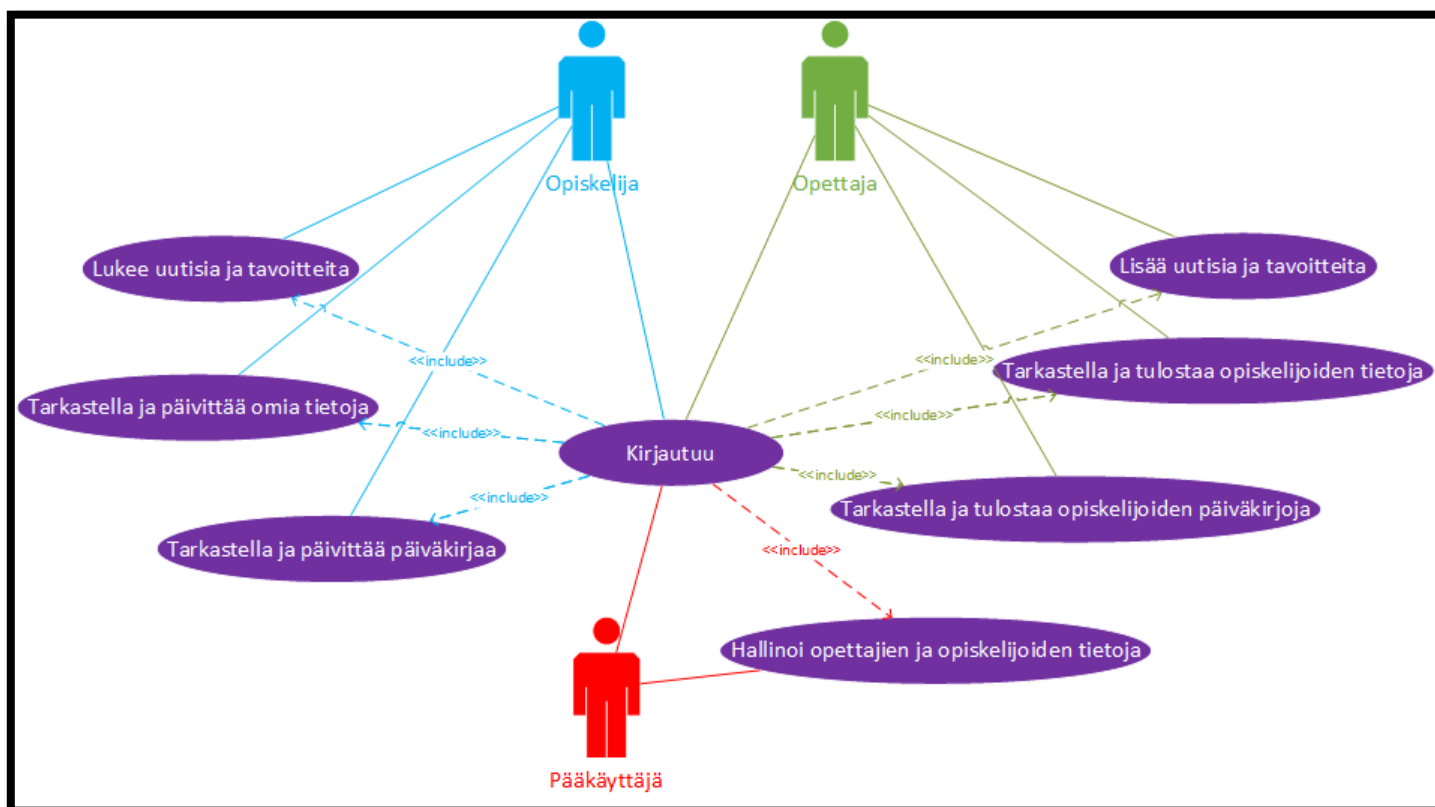 Opiskelija
Opettaja
Lukee uutisia ja tavoitteita
Lisää uutisia ja tavoitteita
<<include>>
<<include>>
Tarkastella ja tulostaa opiskelijoiden tietoja
Tarkastella ja päivittää omia tietoja
<<include>>
<<include>>
Kirjautuu
<<include>>
<<include>>
Tarkastella ja tulostaa opiskelijoiden päiväkirjoja
Tarkastella ja päivittää päiväkirjaa
<<include>>
Hallinoi opettajien ja opiskelijoiden tietoja
Pääkäyttäjä